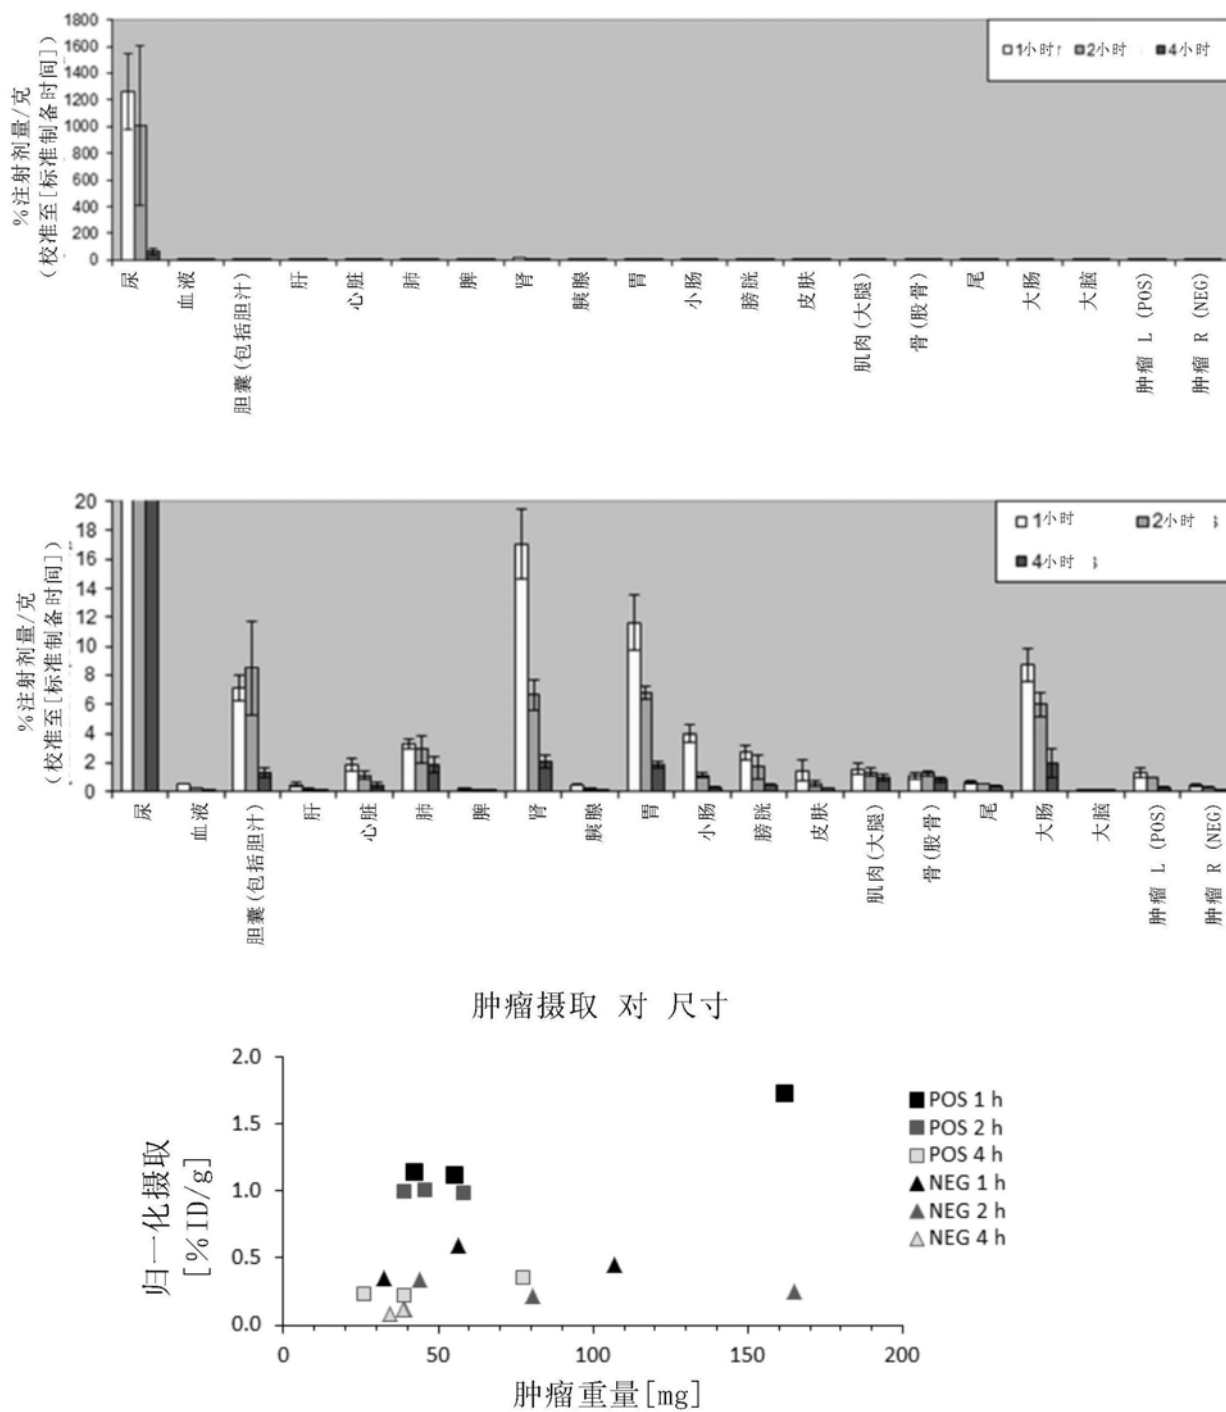 %注射剂量/克
(校准至[标准制备时间])
1800
1600
1400
1200
1000
800
600
400
200
0
1小时 2小时 4小时
尿
血液
胆囊(包括胆汁)
肝
心脏
肺
脾
肾
胰腺
胃
小肠
膀胱
皮肤
肌肉(大腿)
骨(股骨)
尾
大肠
大脑
肿瘤 L (POS)
肿瘤 R (NEG)
%注射剂量/克
(校准至[标准制备时间])
20
18
16
14
12
10
8
6
4
2
0
1小时 2小时 s
4小时 s
尿
血液
胆囊(包括胆汁)
肝
心脏
肺
脾
肾
胰腺
胃
小肠
膀胱
皮肤
肌肉(大腿)
骨(股骨)
尾
大肠
大脑
肿瘤 L (POS)
肿瘤 R (NEG)
肿瘤摄取 对 尺寸
归一化摄取
[%ID/g]
2.0
1.5
1.0
0.5
0.0
0 50 100 150 200
肿瘤重量[mg]
POS 1 h
POS 2 h
POS 4 h
NEG 1 h
NEG 2 h
NEG 4 h